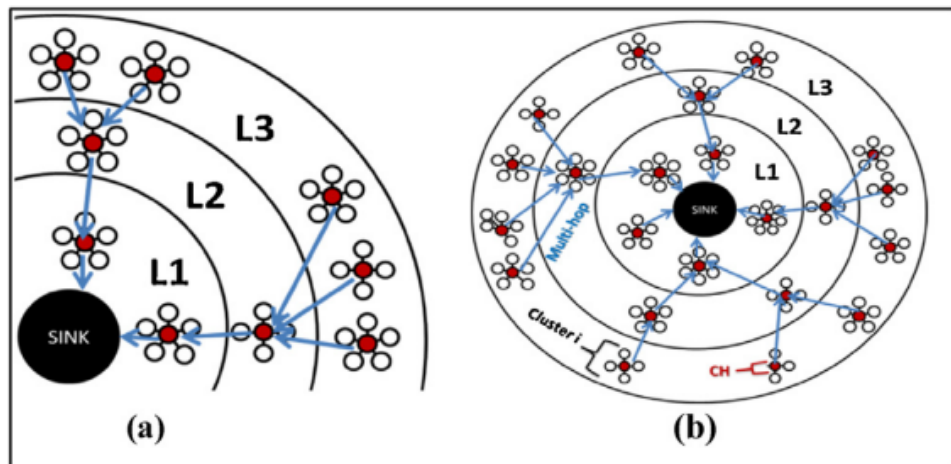 L3
L2
L1
SINK
(a)
L3
L2
L1
SINK
Multi-hop
Cluster i
CH
(b)